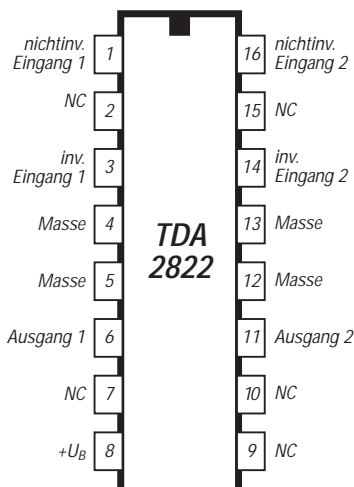 nichtinv.
Eingang 1
1
16
nichtinv.
Eingang 2
NC
2
15
NC
inv.
Eingang 1
3
14
inv.
Eingang 2
Masse
4
13
Masse
TDA
2822
Masse
5
12
Masse
Ausgang 1
6
11
Ausgang 2
NC
7
10
NC
+UB
8
9
NC